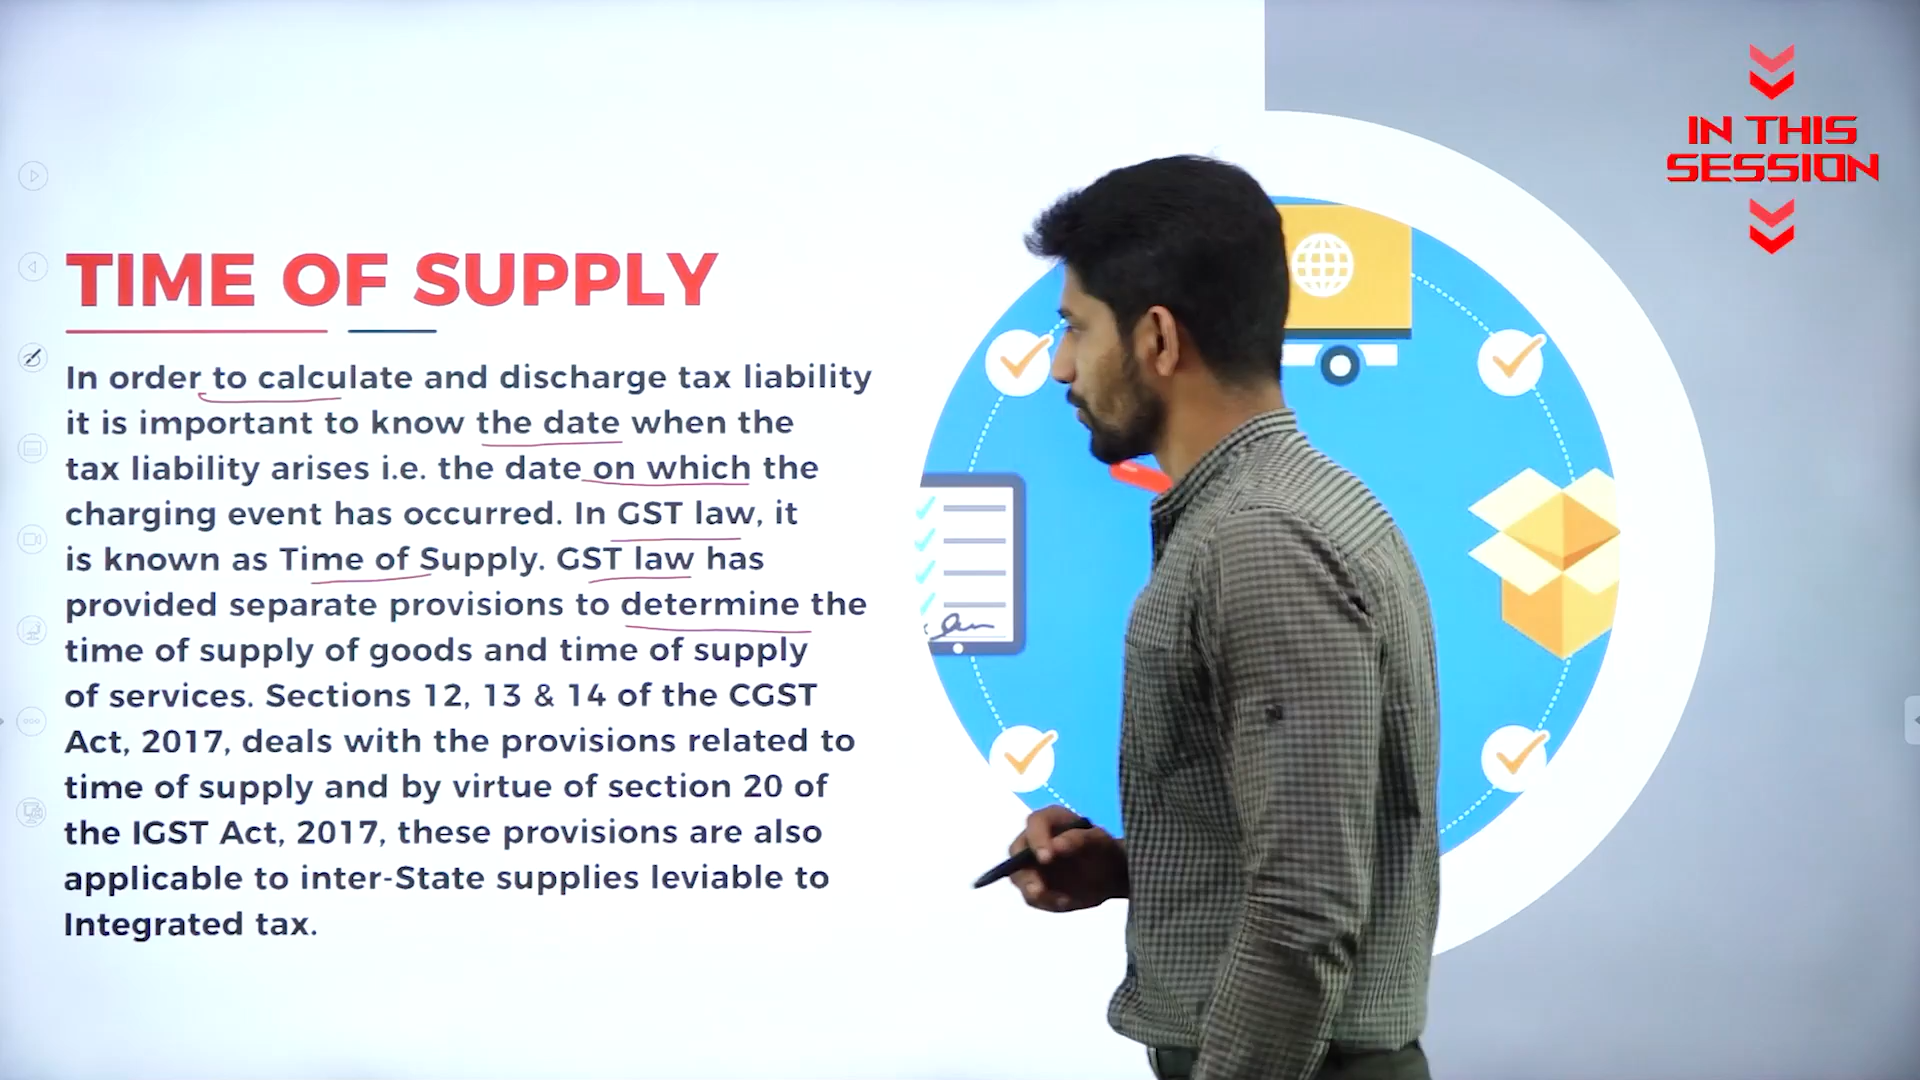 IN THIS
SESSION
TIME OF SUPPLY
In order to calculate and discharge tax liability
it is important to know the date when the
tax liability arises i.e. the date on which the
charging event has occurred. In GST law, it
is known as Time of Supply. GST law has
provided separate provisions to determine the
time of supply of goods and time of supply
of services. Sections 12, 13 & 14 of the CGST
Act, 2017, deals with the provisions related to
time of supply and by virtue of section 20 of
the IGST Act, 2017, these provisions are also
applicable to inter-State supplies leviable to
Integrated tax.